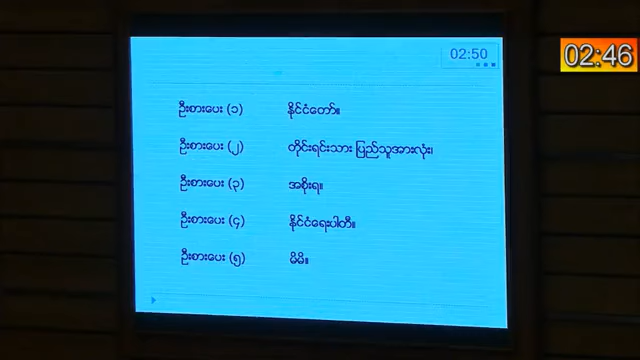 02:50
02:46
ဦးစားပေး (၁) နိုင်ငံတော်။
ဦးစားပေး (၂) တိုင်းရင်းသား ပြည်သူအားလုံး၊
ဦးစားပေး (၃) အစိုးရ။
ဦးစားပေး (၄) နိုင်ငံရေးပါတီ။
ဦးစားပေး (၅) မိမိ။